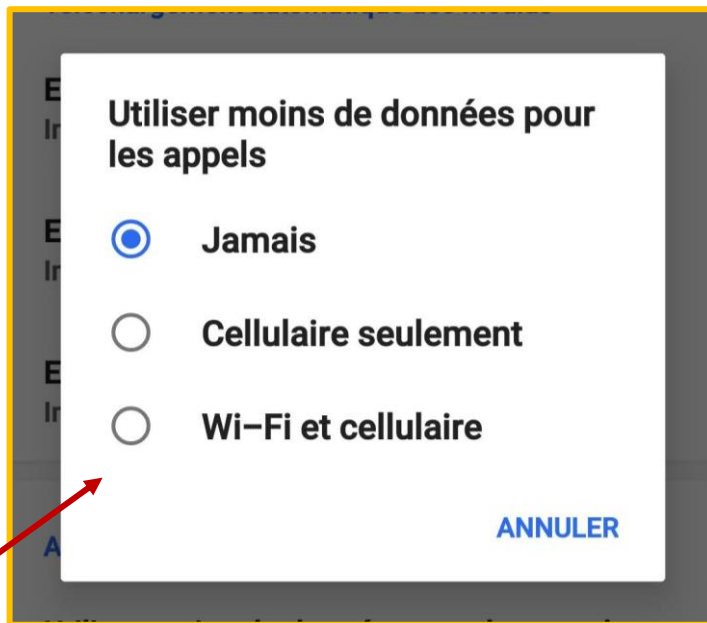 Utiliser moins de données pour
les appels
Jamais
Cellulaire seulement
Wi-Fi et cellulaire
ANNULER